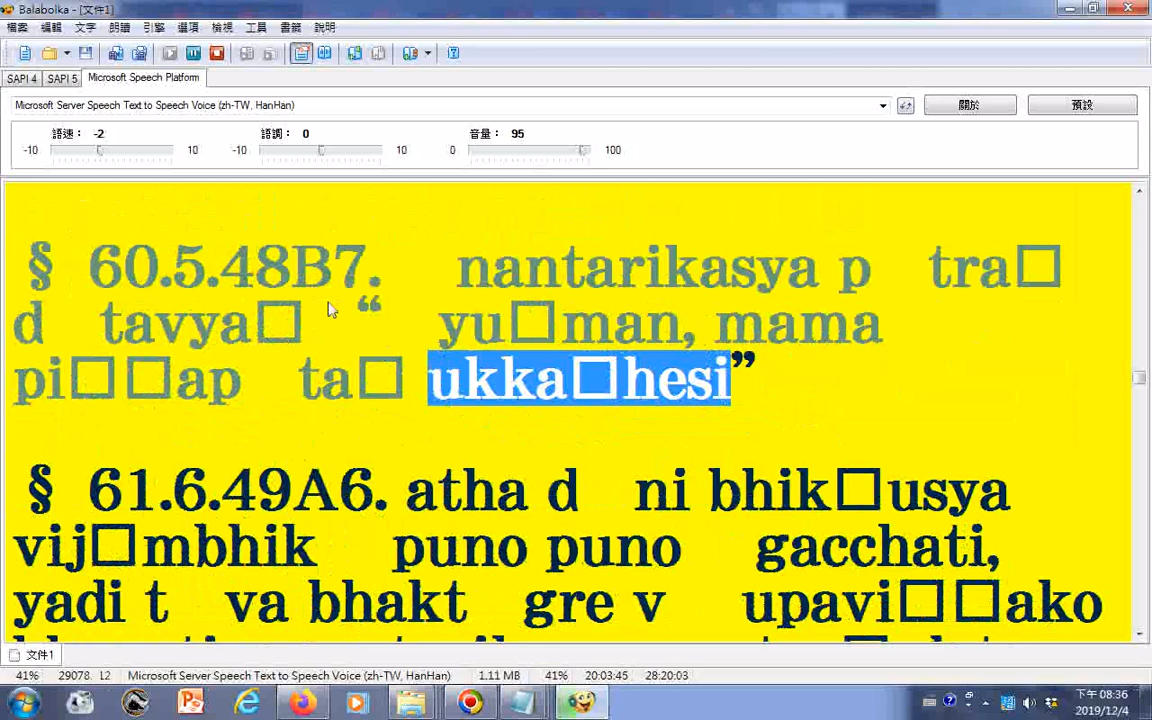 Balabolka - [文件1]
檔案 編輯 文字 朗讀 引擎 選項 檢視 工具 書籤 說明
SAPI 4 SAPI 5 Microsoft Speech Platform
Microsoft Server Speech Text to Speech Voice (zh-TW, HanHan) 關於 預設
語速： -2 語調： 0 音量： 95
-10 10 -10 10 0 100
§ 60.5.48B7. nantarikasya p tra□
d tavya□ “ yu□man, mama
pi□□ap ta□ ukka□hesi”
§ 61.6.49A6. atha d ni bhik□usya
vij□mbhik puno puno gacchati,
yadi t va bhakt gre v upavi□□ako
文件1
41% 29078: 12 Microsoft Server Speech Text to Speech Voice (zh-TW, HanHan) 1.11 MB 41% 20:03:45 28:20:03
下午 08:36
2019/12/4